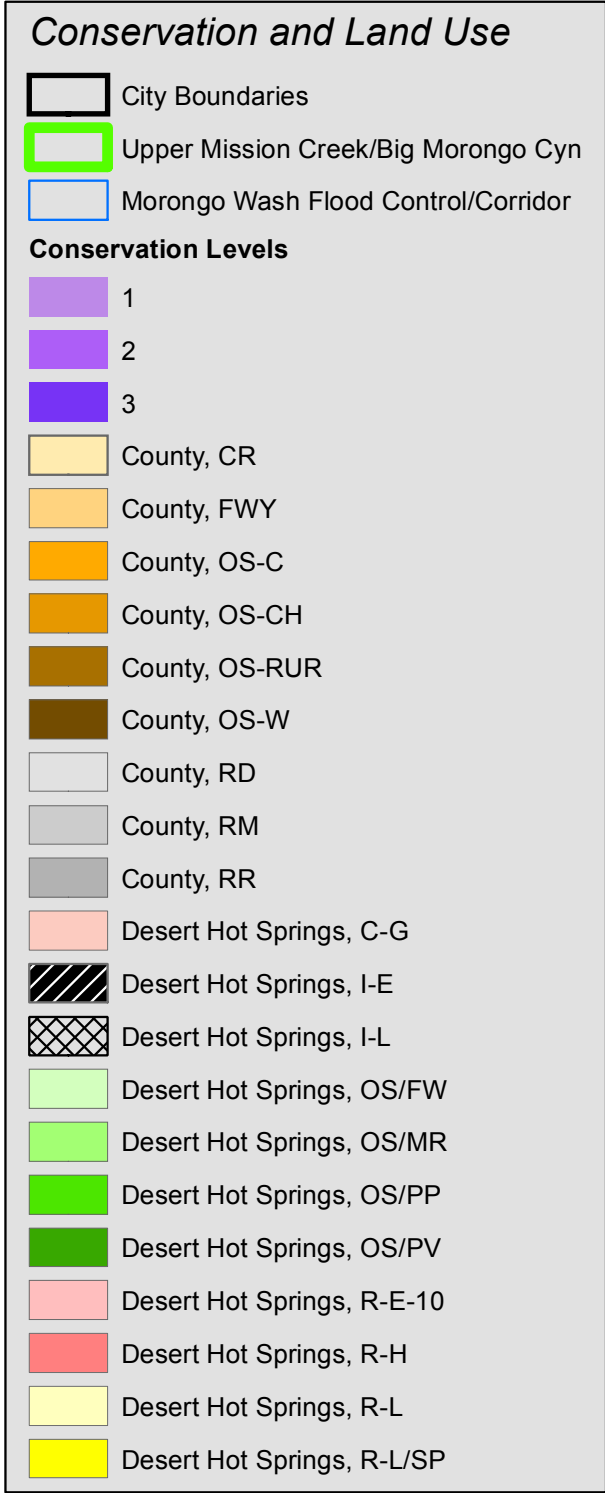 Conservation and Land Use
City Boundaries
Upper Mission Creek/Big Morongo Cyn
Morongo Wash Flood Control/Corridor
Conservation Levels
1
2
3
County, CR
County, FWY
County, OS-C
County, OS-CH
County, OS-RUR
County, OS-W
County, RD
County, RM
County, RR
Desert Hot Springs, C-G
Desert Hot Springs, I-E
Desert Hot Springs, I-L
Desert Hot Springs, OS/FW
Desert Hot Springs, OS/MR
Desert Hot Springs, OS/PP
Desert Hot Springs, OS/PV
Desert Hot Springs, R-E-10
Desert Hot Springs, R-H
Desert Hot Springs, R-L
Desert Hot Springs, R-L/SP